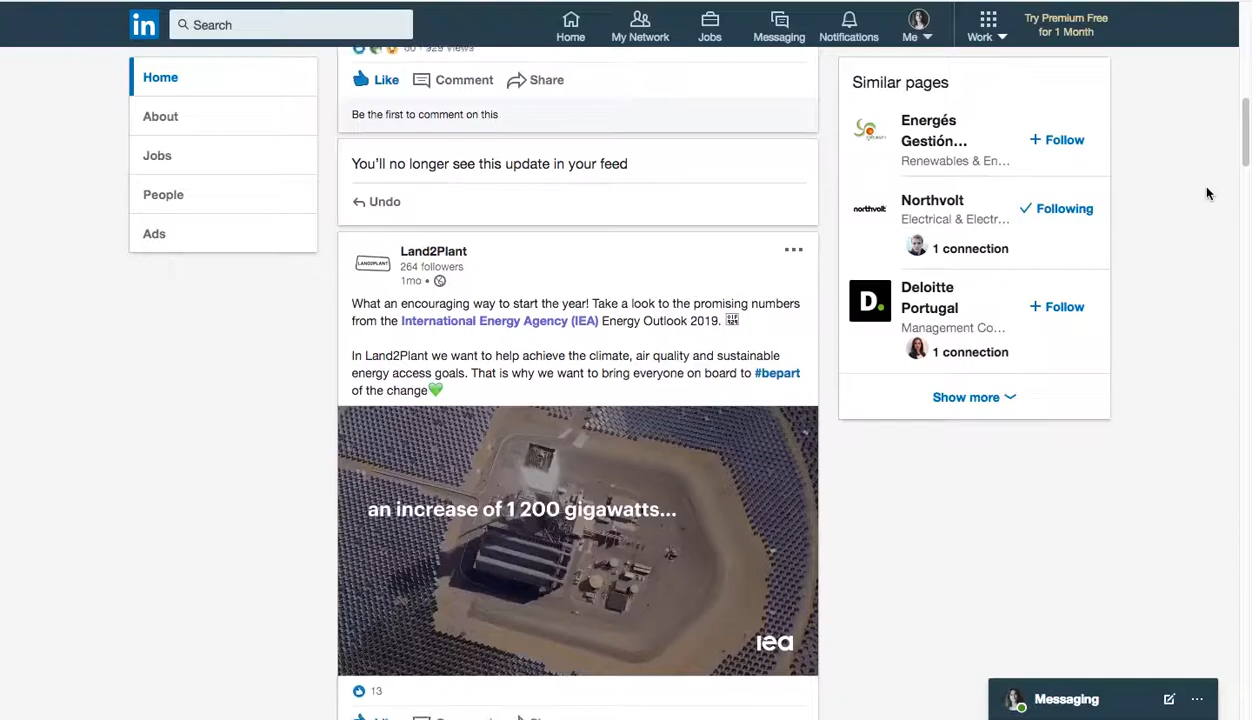 in
Search
Home
My Network
Jobs
Messaging
Notifications
Me
Work
Try Premium Free
for 1 Month
Home
About
Jobs
People
Ads
80 · 929 Views
Like
Comment
Share
Be the first to comment on this
You'll no longer see this update in your feed
Undo
Land2Plant
LAND2PLANT
264 followers
1mo •
What an encouraging way to start the year! Take a look to the promising numbers
from the International Energy Agency (IEA) Energy Outlook 2019.
In Land2Plant we want to help achieve the climate, air quality and sustainable
energy access goals. That is why we want to bring everyone on board to #bepart
of the change
an increase of 1 200 gigawatts...
iea
13
Similar pages
Energés
Gestión...
+ Follow
Renewables & En...
northvolt
Northvolt
Following
Electrical & Electr...
1 connection
D.
Deloitte
Portugal
+ Follow
Management Co...
1 connection
Show more
Messaging
...